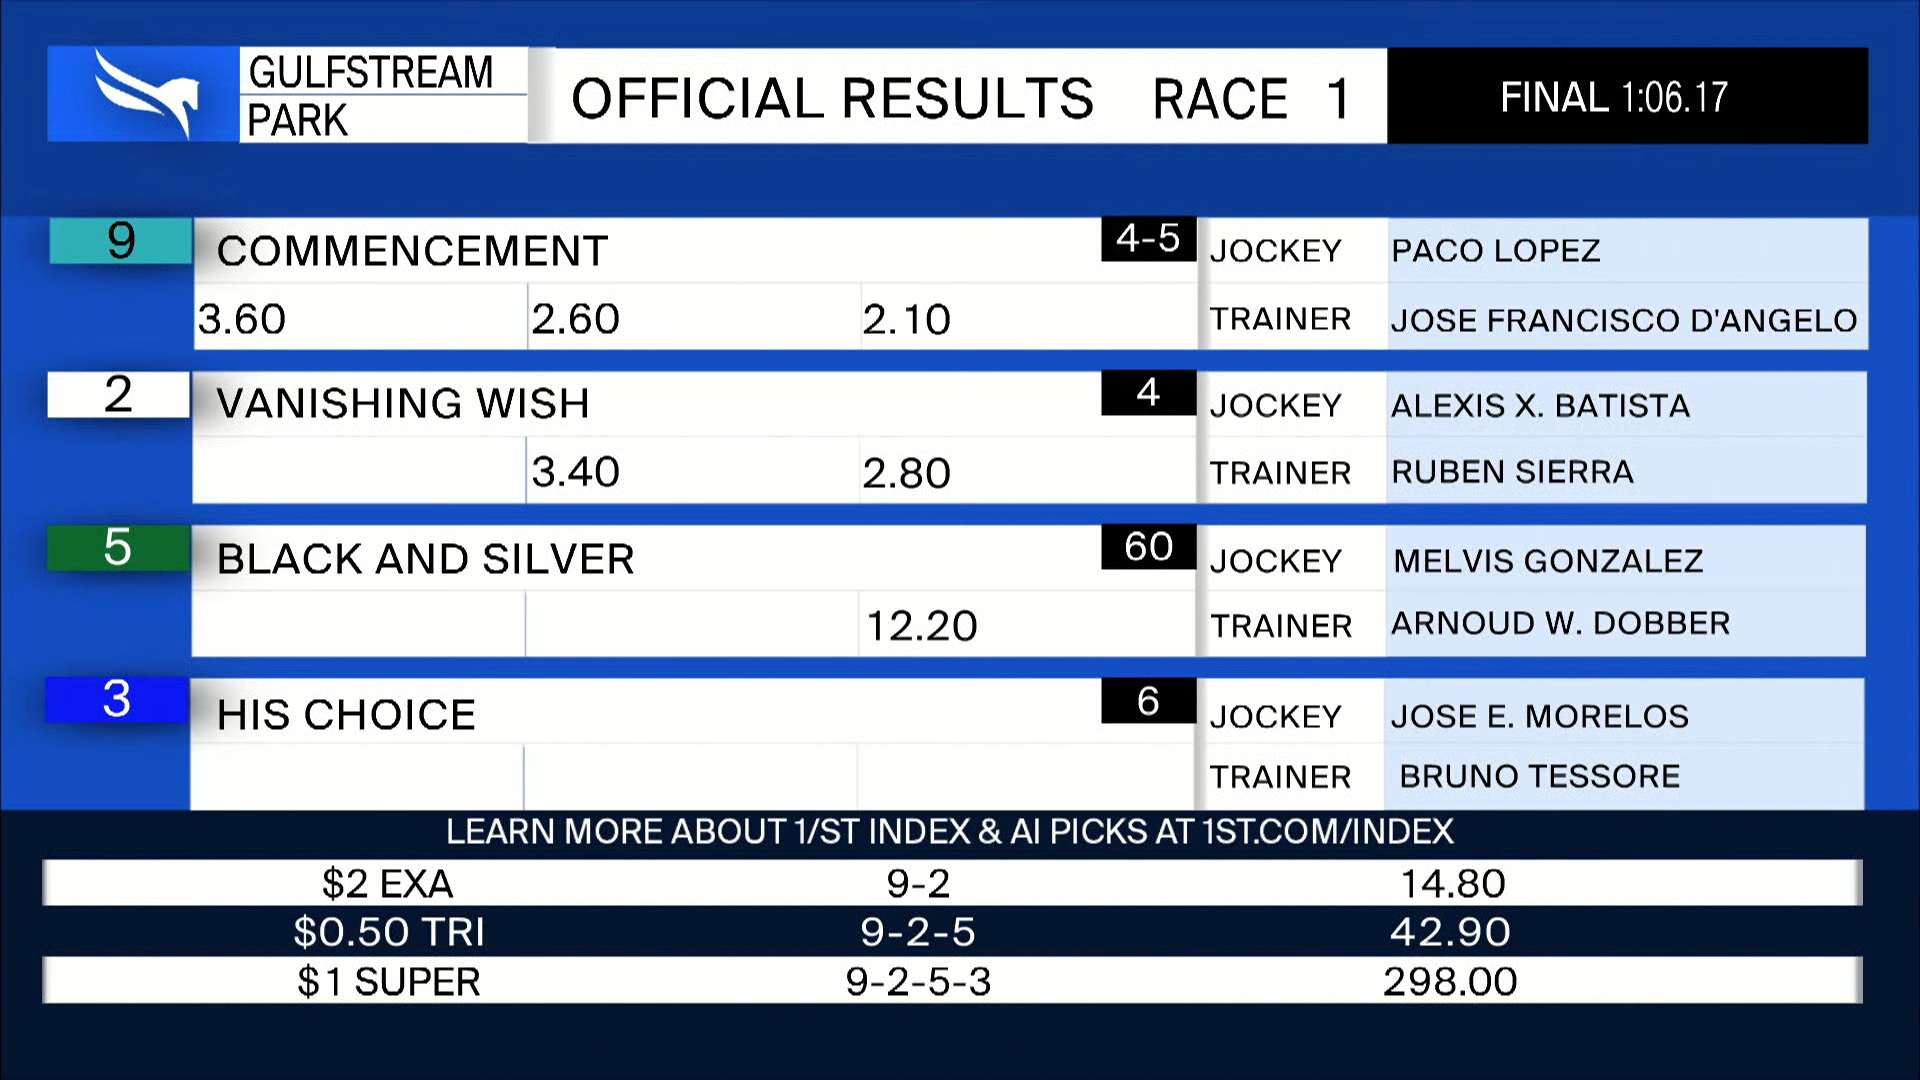 GULFSTREAM
PARK
OFFICIAL RESULTS RACE 1
FINAL 1:06.17
9 COMMENCEMENT 4-5 JOCKEY PACO LOPEZ
3.60 2.60 2.10 TRAINER JOSE FRANCISCO D'ANGELO
2 VANISHING WISH 4 JOCKEY ALEXIS X. BATISTA
3.40 2.80 TRAINER RUBEN SIERRA
5 BLACK AND SILVER 60 JOCKEY MELVIS GONZALEZ
12.20 TRAINER ARNOUD W. DOBBER
3 HIS CHOICE 6 JOCKEY JOSE E. MORELOS
TRAINER BRUNO TESSORE
LEARN MORE ABOUT 1/ST INDEX & AI PICKS AT 1ST.COM/INDEX
$2 EXA 9-2 14.80
$0.50 TRI 9-2-5 42.90
$1 SUPER 9-2-5-3 298.00